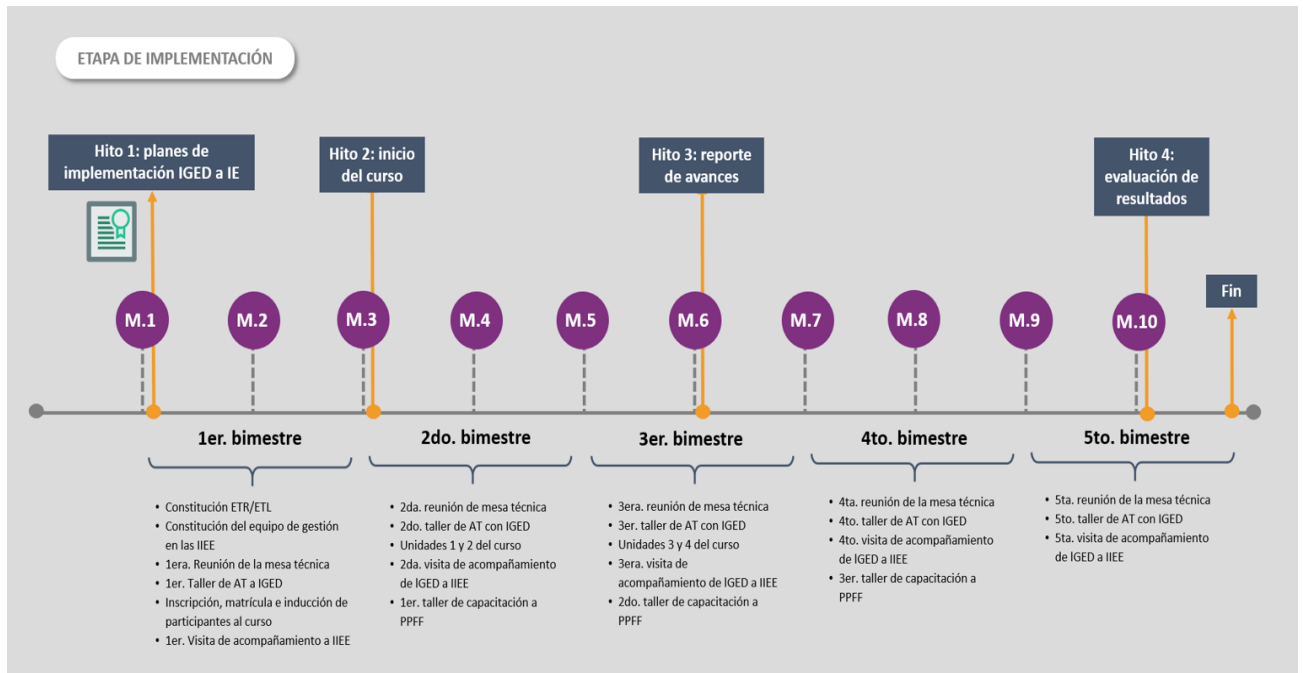 ETAPA DE IMPLEMENTACIÓN
Hito 1: planes de
implementación IGED a IE
Hito 2: inicio
del curso
Hito 3: reporte
de avances
Hito 4:
evaluación de
resultados
Fin
M.1
M.2
M.3
M.4
M.5
M.6
M.7
M.8
M.9
M.10
1er. bimestre
• Constitución ETR/ETL
• Constitución del equipo de gestión
en las IIEE
• 1era. Reunión de la mesa técnica
• 1er. Taller de AT a IGED
• Inscripción, matrícula e inducción de
participantes al curso
• 1er. Visita de acompañamiento a IIEE
2do. bimestre
• 2da. reunión de mesa técnica
• 2do. taller de AT con IGED
• Unidades 1 y 2 del curso
• 2da. visita de acompañamiento
de IGED a IIEE
• 1er. taller de capacitación a
PPFF
3er. bimestre
• 3era. reunión de mesa técnica
• 3er. taller de AT con IGED
• Unidades 3 y 4 del curso
• 3era. visita de
acompañamiento de IGED a IIEE
• 2do. taller de capacitación a
PPFF
4to. bimestre
• 4ta. reunión de la mesa técnica
• 4to. taller de AT con IGED
• 4to. visita de acompañamiento
de IGED a IIEE
• 3er. taller de capacitación a
PPFF
5to. bimestre
• 5ta. reunión de la mesa técnica
• 5to. taller de AT con IGED
• 5ta. visita de acompañamiento
de IGED a IIEE